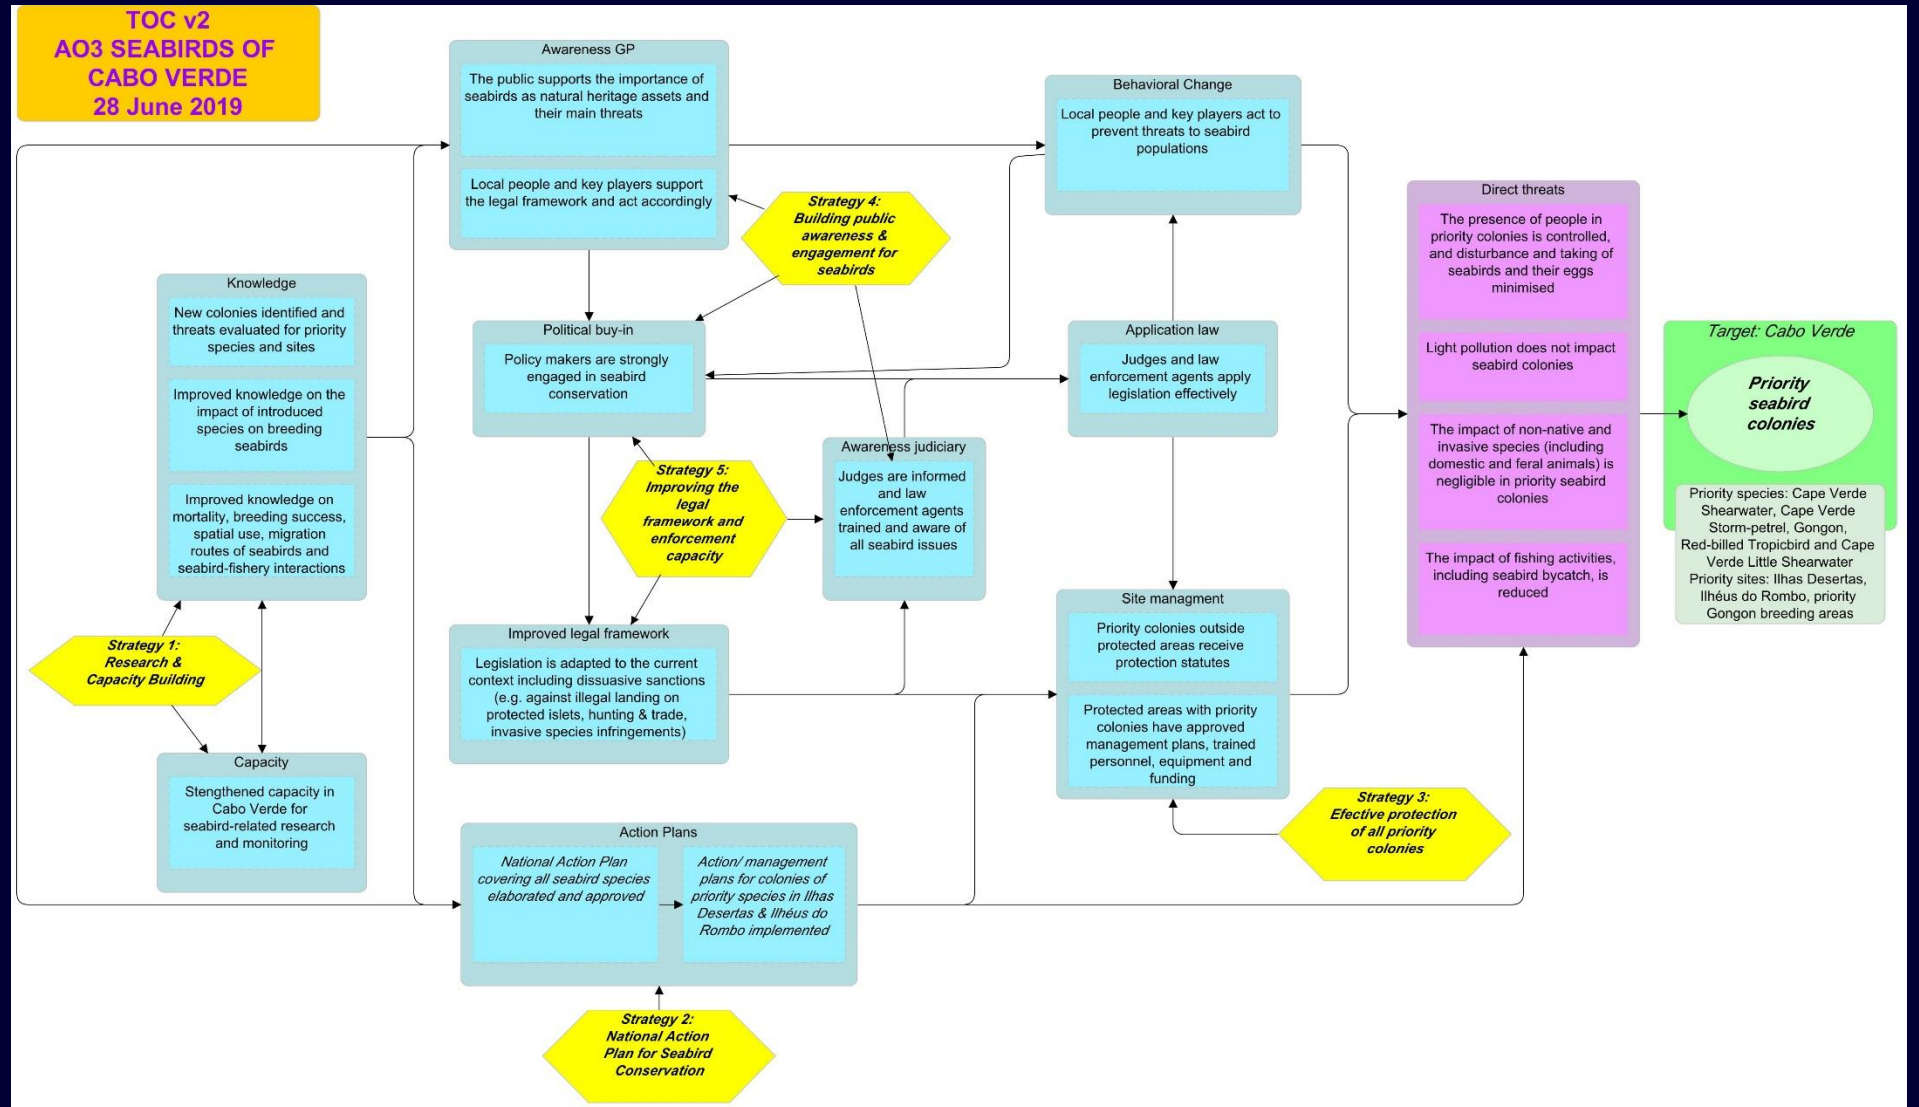 TOC v2
AO3 SEABIRDS OF
CABO VERDE
28 June 2019
Awareness GP
The public supports the importance of
seabirds as natural heritage assets and
their main threats
Local people and key players support
the legal framework and act accordingly
Behavioral Change
Local people and key players act to
prevent threats to seabird
populations
Strategy 4:
Building public
awareness &
engagement for
seabirds
Direct threats
The presence of people in
priority colonies is controlled,
and disturbance and taking of
seabirds and their eggs
minimised
Light pollution does not impact
seabird colonies
The impact of non-native and
invasive species (including
domestic and feral animals) is
negligible in priority seabird
colonies
The impact of fishing activities,
including seabird bycatch, is
reduced
Target: Cabo Verde
Priority
seabird
colonies
Priority species: Cape Verde
Shearwater, Cape Verde
Storm-petrel, Gongon,
Red-billed Tropicbird and Cape
Verde Little Shearwater
Priority sites: Ilhas Desertas,
Ilhéus do Rombo, priority
Gongon breeding areas
Knowledge
New colonies identified and
threats evaluated for priority
species and sites
Improved knowledge on the
impact of introduced
species on breeding
seabirds
Improved knowledge on
mortality, breeding success,
spatial use, migration
routes of seabirds and
seabird-fishery interactions
Political buy-in
Policy makers are strongly
engaged in seabird
conservation
Application law
Judges and law
enforcement agents apply
legislation effectively
Awareness judiciary
Judges are informed
and law
enforcement agents
trained and aware of
all seabird issues
Strategy 5:
Improving the
legal
framework and
enforcement
capacity
Strategy 1:
Research &
Capacity Building
Improved legal framework
Legislation is adapted to the current
context including dissuasive sanctions
(e.g. against illegal landing on
protected islets, hunting & trade,
invasive species infringements)
Site managment
Priority colonies outside
protected areas receive
protection statutes
Protected areas with priority
colonies have approved
management plans, trained
personnel, equipment and
funding
Capacity
Stengthened capacity in
Cabo Verde for
seabird-related research
and monitoring
Strategy 3:
Efective protection
of all priority
colonies
Action Plans
National Action Plan
covering all seabird species
elaborated and approved
Action/ management
plans for colonies of
priority species in Ilhas
Desertas & Ilhéus do
Rombo implemented
Strategy 2:
National Action
Plan for Seabird
Conservation